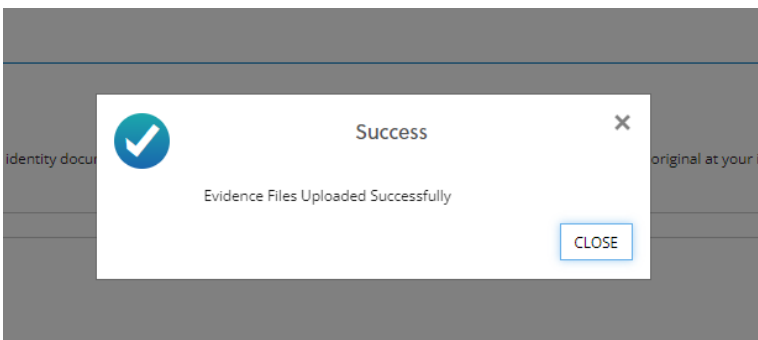 Success
identity docu
original at your
Evidence Files Uploaded Successfully
CLOSE